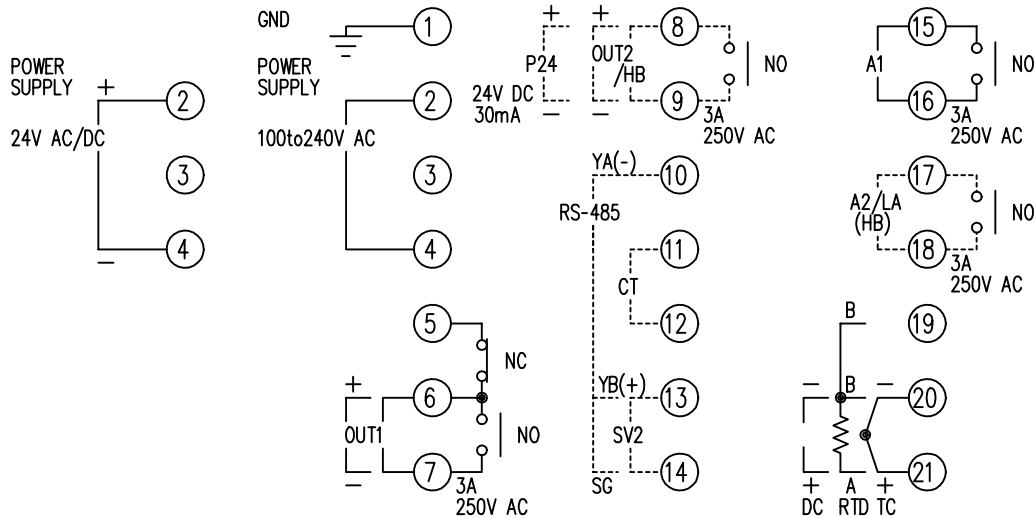 POWER
SUPPLY
+
24V AC/DC
−
2
3
4
GND
1
POWER
SUPPLY
2
100to240V AC
3
4
5
NC
+
6
OUT1
NO
−
7
3A
250V AC
+
P24
24V DC
30mA
−
+
OUT2
/HB
−
8
NO
9
3A
250V AC
YA(-)
10
RS-485
11
CT
12
YB(+)
13
SV2
SG
14
15
A1
NO
16
3A
250V AC
17
A2/LA
(HB)
NO
18
3A
250V AC
B
19
−
B
−
20
21
+
A
+
DC
RTD
TC